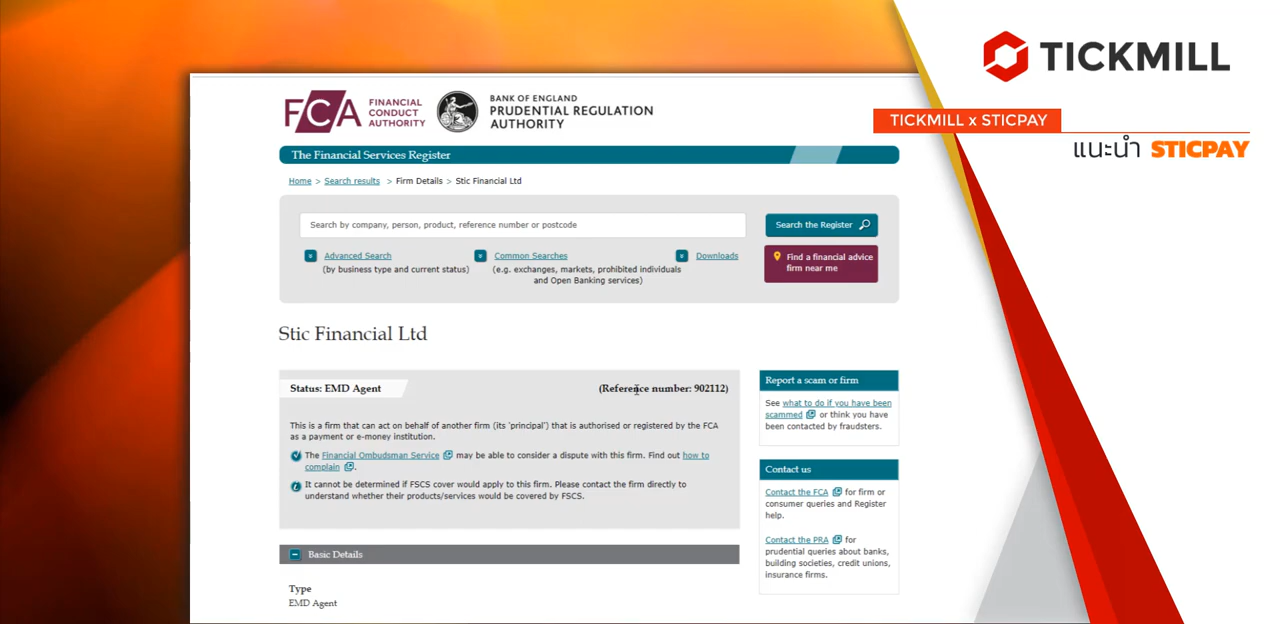 TICKMILL
TICKMILL x STICPAY
แนะนำ STICPAY
FCA FINANCIAL CONDUCT AUTHORITY
BANK OF ENGLAND
PRUDENTIAL REGULATION
AUTHORITY
The Financial Services Register
Home > Search results > Firm Details > Stic Financial Ltd
Search by company, person, product, reference number or postcode
Search the Register
Advanced Search
(by business type and current status)
Common Searches
(e.g. exchanges, markets, prohibited individuals
and Open Banking services)
Downloads
Find a financial advice
firm near me
Stic Financial Ltd
Status: EMD Agent
(Reference number: 902112)
This is a firm that can act on behalf of another firm (its 'principal') that is authorised or registered by the FCA
as a payment or e-money institution.
The Financial Ombudsman Service may be able to consider a dispute with this firm. Find out how to
complain.
It cannot be determined if FSCS cover would apply to this firm. Please contact the firm directly to
understand whether their products/services would be covered by FSCS.
Basic Details
Type
EMD Agent
Report a scam or firm
See what to do if you have been
scammed or think you have
been contacted by fraudsters.
Contact us
Contact the FCA for firm or
consumer queries and Register
help.
Contact the PRA for
prudential queries about banks,
building societies, credit unions,
insurance firms.